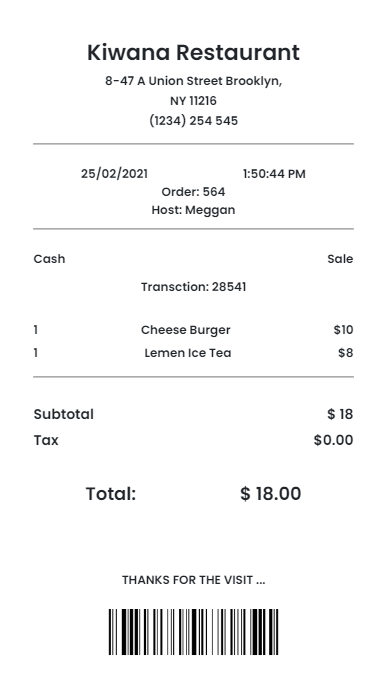 Kiwana Restaurant
8-47 A Union Street Brooklyn,
NY 11216
(1234) 254 545
25/02/2021 1:50:44 PM
Order: 564
Host: Meggan
Cash Sale
Transction: 28541
1 Cheese Burger $10
1 Lemen Ice Tea $8
Subtotal $ 18
Tax $0.00
Total: $ 18.00
THANKS FOR THE VISIT ...